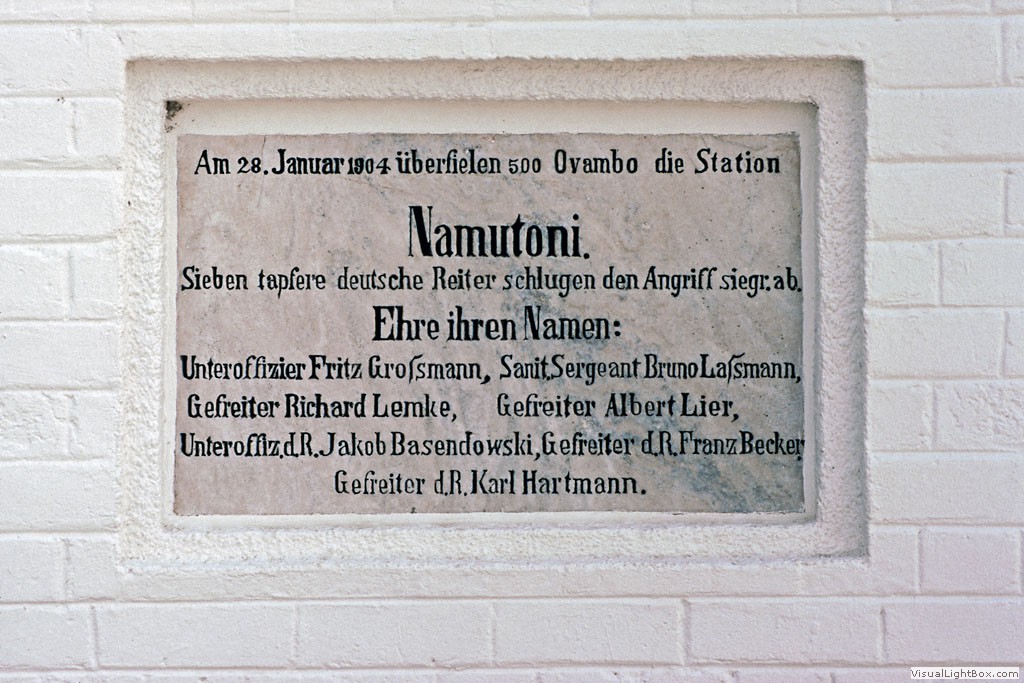 Am 28. Januar 1904 überfielen 500 Ovambo die Station
Namutoni.
Sieben tapfere deutsche Reiter schlugen den Angriff siegr. ab.
Ehre ihren Namen:
Unteroffizier Fritz Groſsmann, Sanit. Sergeant Bruno Laſsmann,
Gefreiter Richard Lemke, Gefreiter Albert Lier,
Unteroffiz. d. R. Jakob Basendowski, Gefreiter d. R. Franz Becker
Gefreiter d. R. Karl Hartmann.
VisualLightBox.com